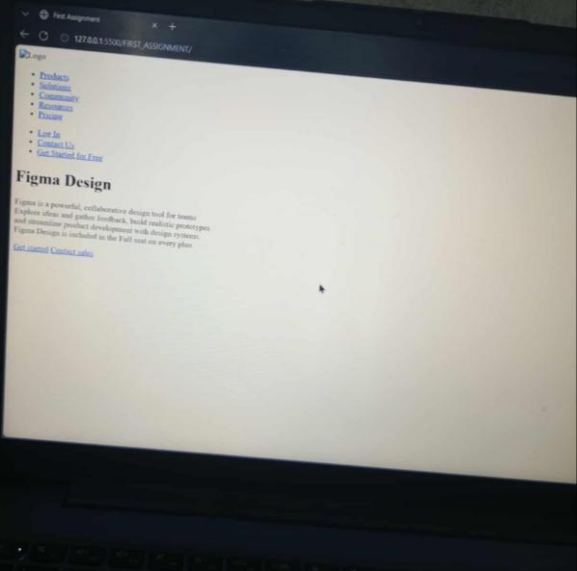 First Assignment
127.0.0.1:5500/FIRST_ASSIGNMENT/
Logo
Products
Solutions
Community
Resources
Pricing
Log In
Contact Us
Get Started for Free
Figma Design
Figma is a powerful, collaborative design tool for teams
Explore ideas and gather feedback, build realistic prototypes
and streamline product development with design systems.
Figma Design is included in the Full seat on every plan
Get started Contact sales